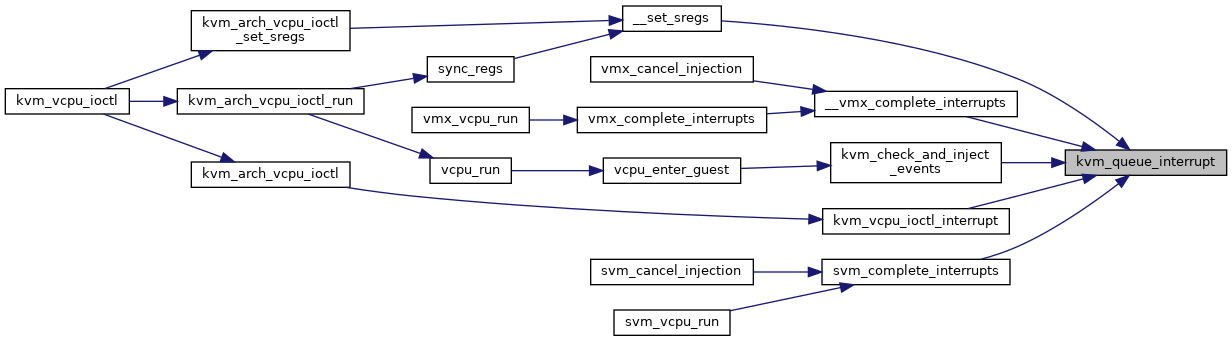 kvm_arch_vcpu_ioctl
_set_sregs
__set_sregs
sync_regs
vmx_cancel_injection
kvm_vcpu_ioctl
kvm_arch_vcpu_ioctl_run
__vmx_complete_interrupts
vmx_vcpu_run
vmx_complete_interrupts
kvm_check_and_inject
_events
kvm_queue_interrupt
kvm_arch_vcpu_ioctl
vcpu_run
vcpu_enter_guest
kvm_vcpu_ioctl_interrupt
svm_cancel_injection
svm_complete_interrupts
svm_vcpu_run